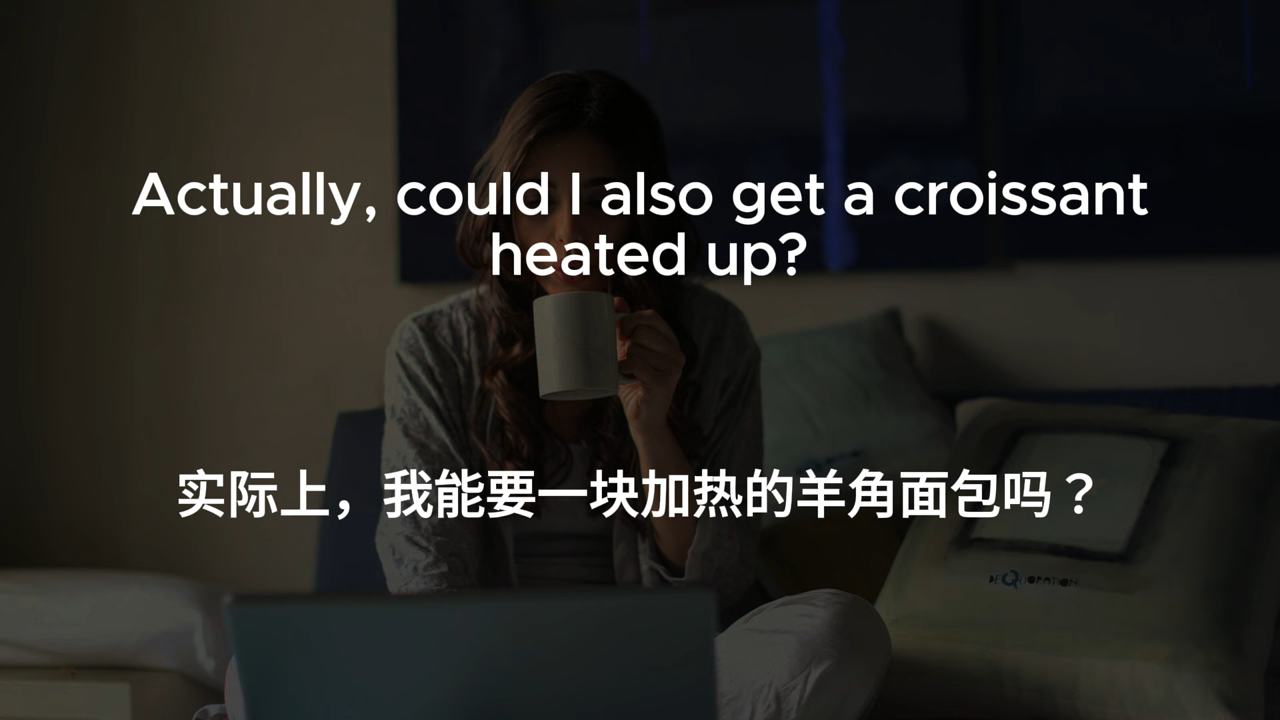 Actually, could I also get a croissant
heated up?
实际上，我能要一块加热的羊角面包吗？